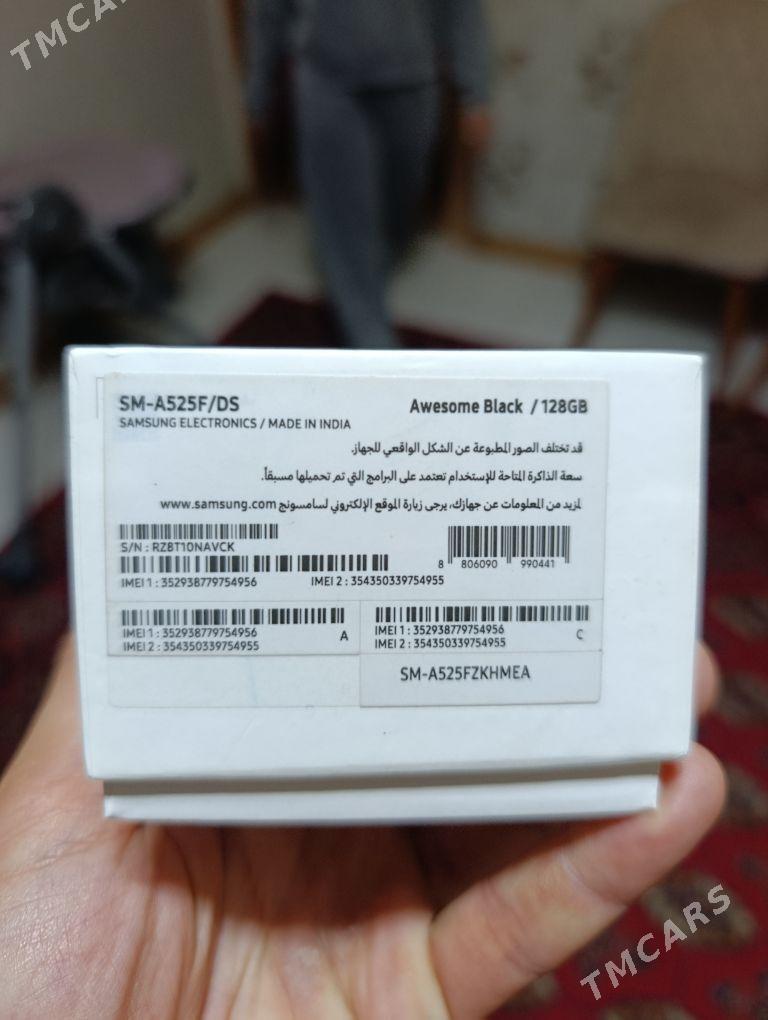 TMCARS
SM-A525F/DS
Awesome Black / 128GB
SAMSUNG ELECTRONICS / MADE IN INDIA
قد تختلف الصور المطبوعة عن الشكل الواقعي للجهاز.
سعة الذاكرة المتاحة للإستخدام تعتمد على البرامج التي تم تحميلها مسبقاً.
لمزيد من المعلومات عن جهازك، يرجى زيارة الموقع الإلكتروني لسامسونج www.samsung.com
S/N : RZ8T10NAVCK
8 806090 990441
IMEI 1 : 352938779754956 IMEI 2 : 354350339754955
IMEI 1 : 352938779754956
IMEI 2 : 354350339754955
A
IMEI 1 : 352938779754956
IMEI 2 : 354350339754955
C
SM-A525FZKHMEA
TMCARS